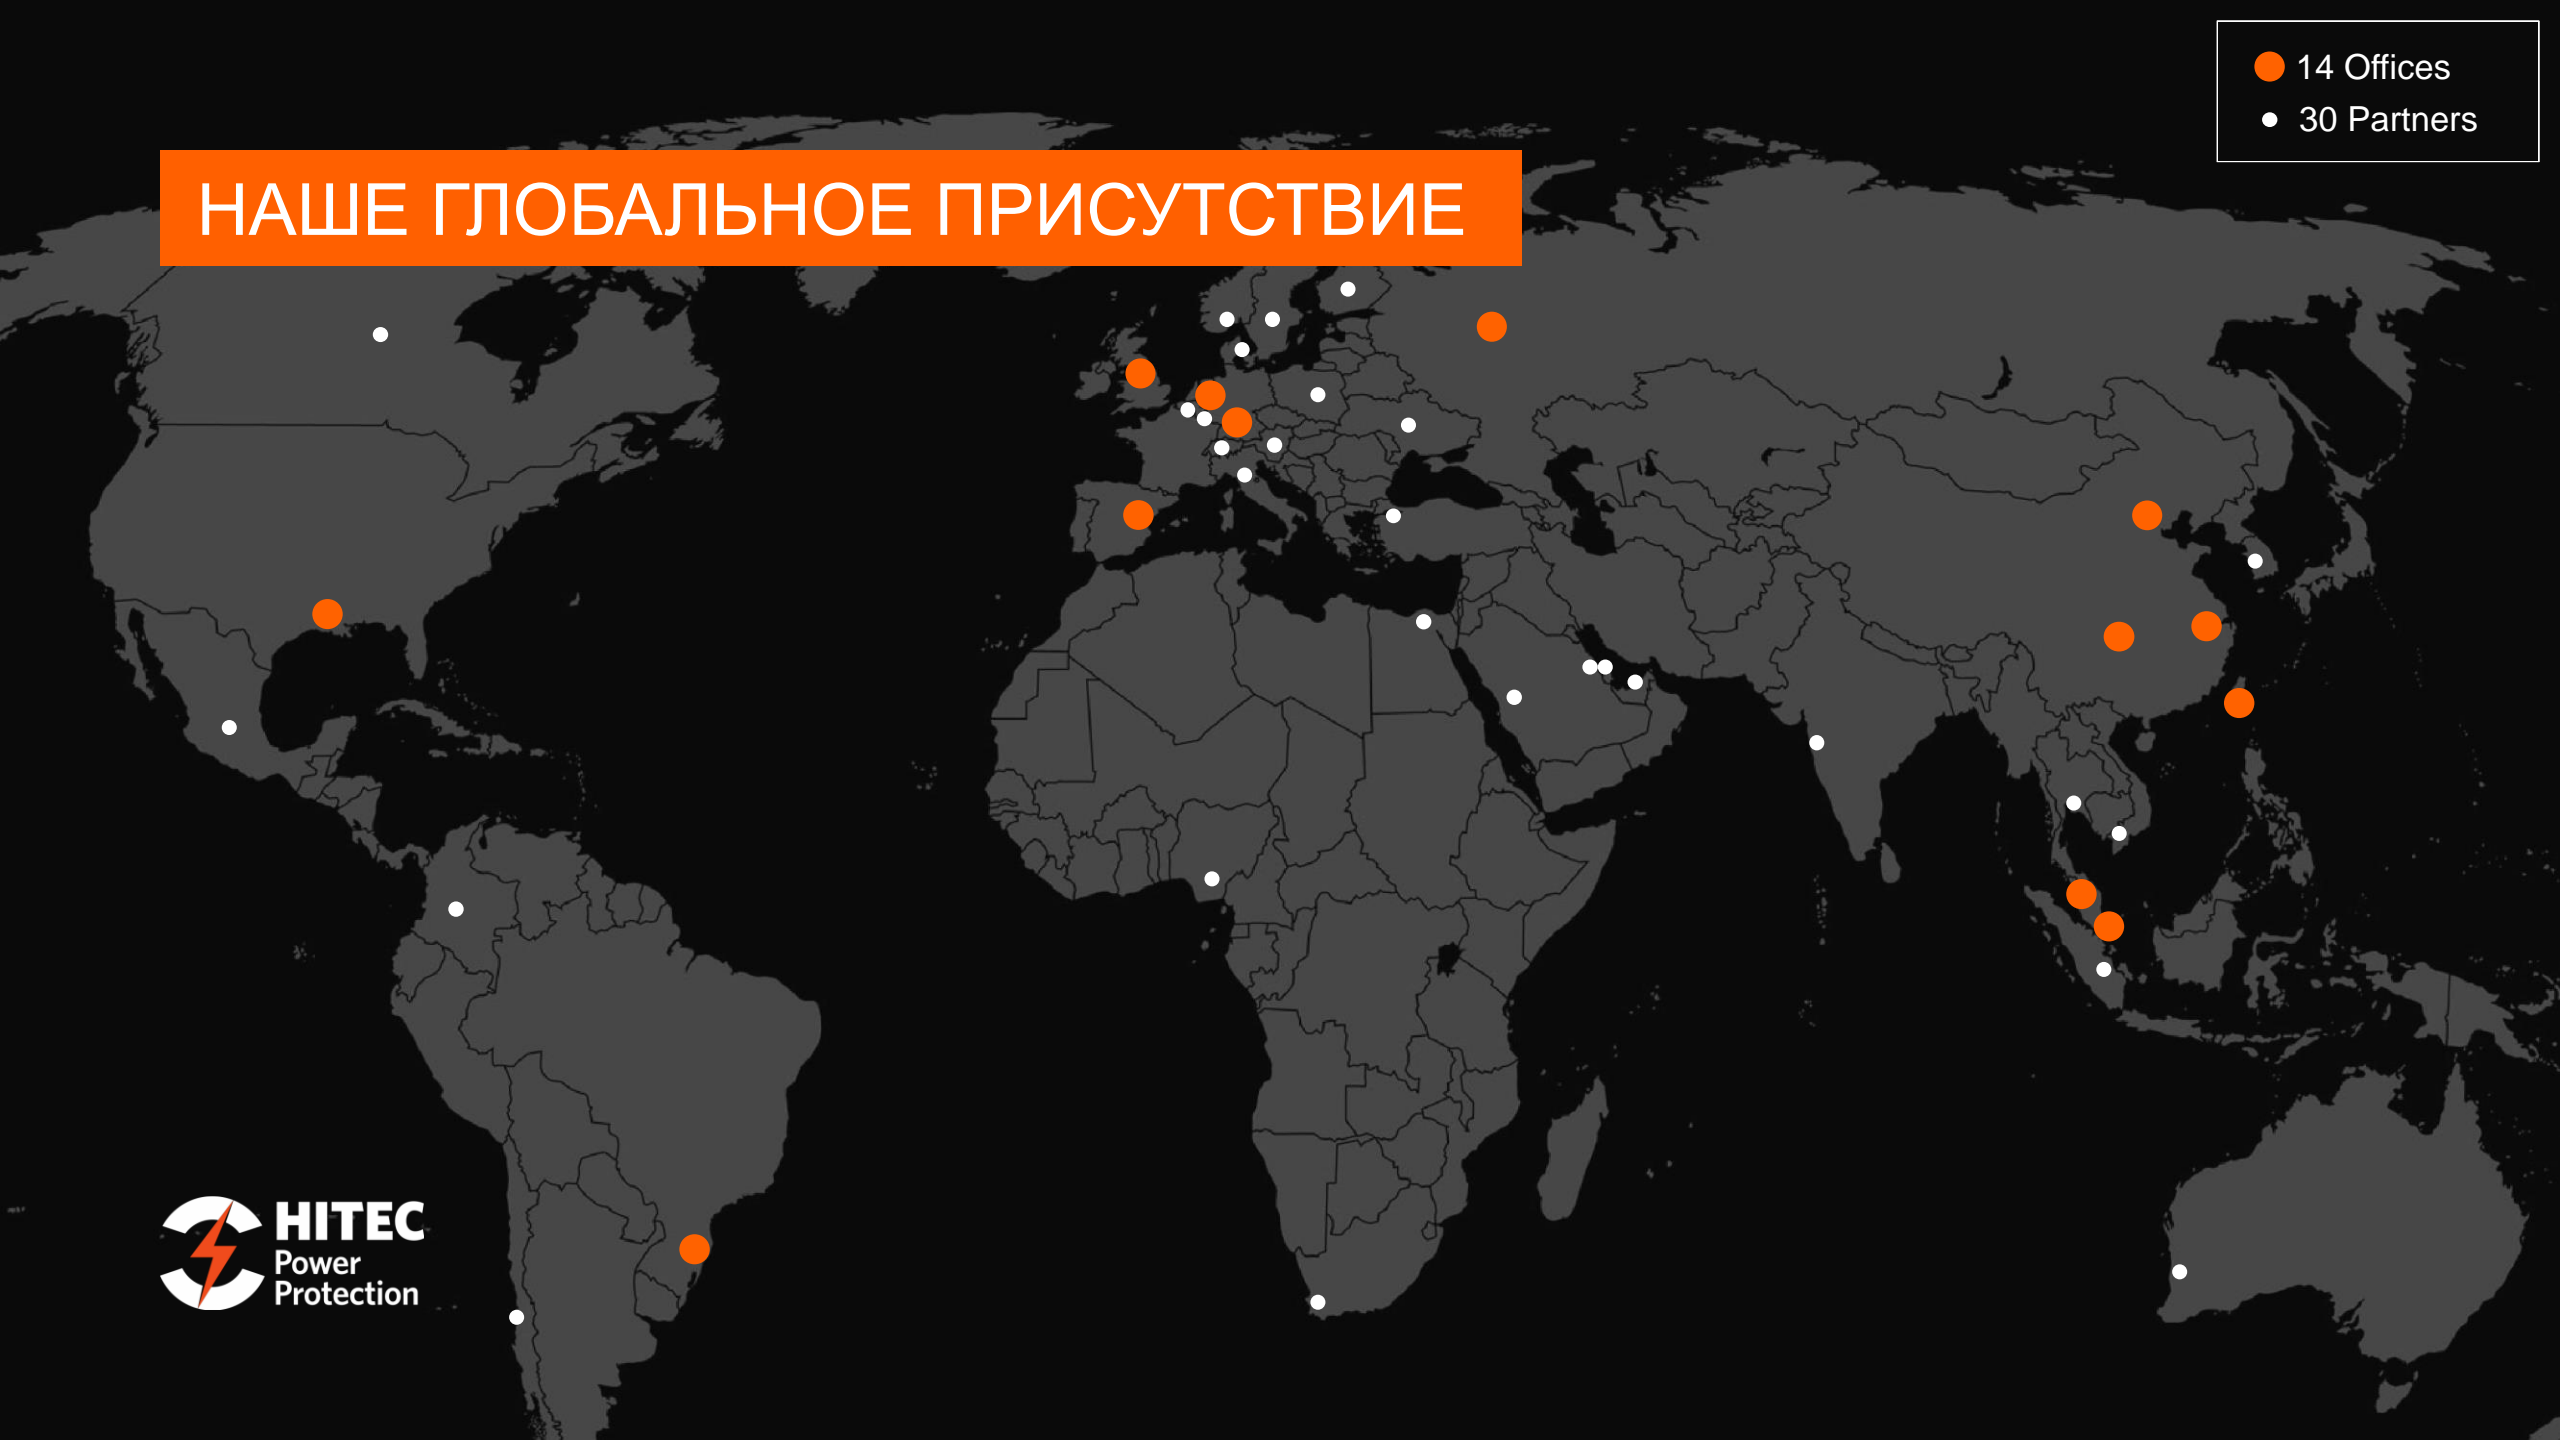 14 Offices
30 Partners
НАШЕ ГЛОБАЛЬНОЕ ПРИСУТСТВИЕ
HITEC
Power
Protection